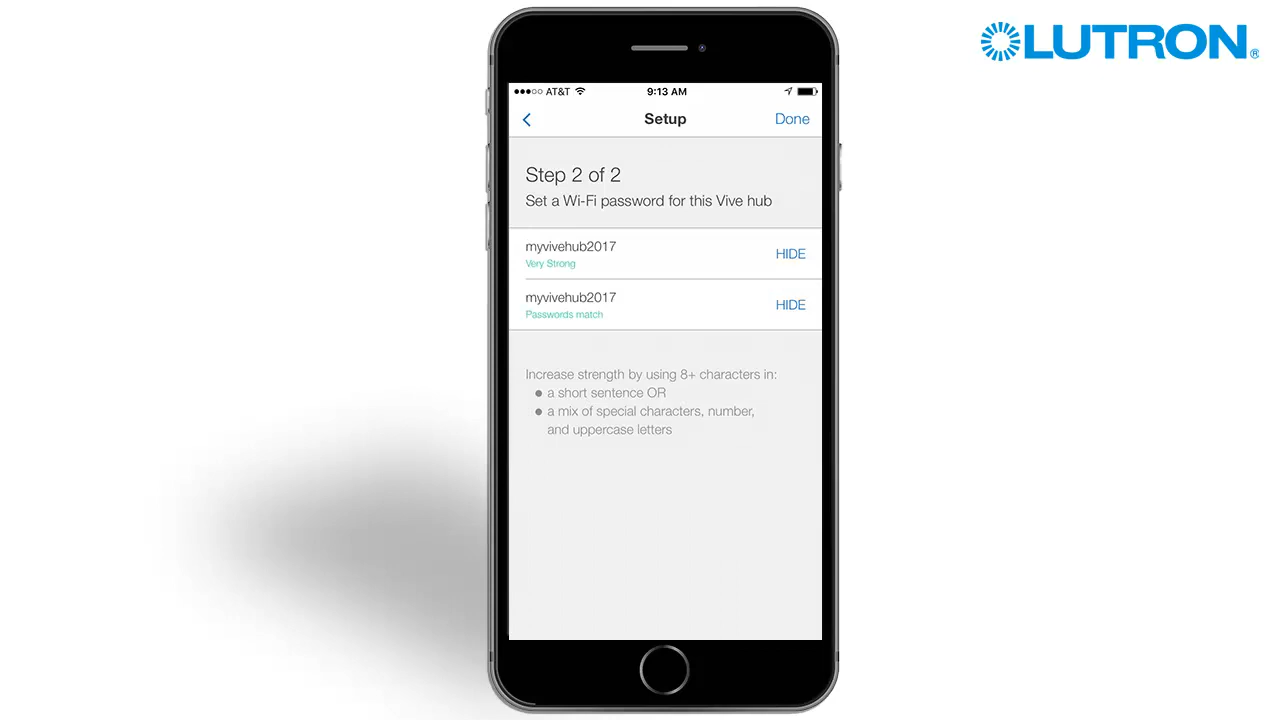 LUTRON®
AT&T 9:13 AM
Setup Done
Step 2 of 2
Set a Wi-Fi password for this Vive hub
myvivehub2017 HIDE
Very Strong
myvivehub2017 HIDE
Passwords match
Increase strength by using 8+ characters in:
● a short sentence OR
● a mix of special characters, number,
and uppercase letters